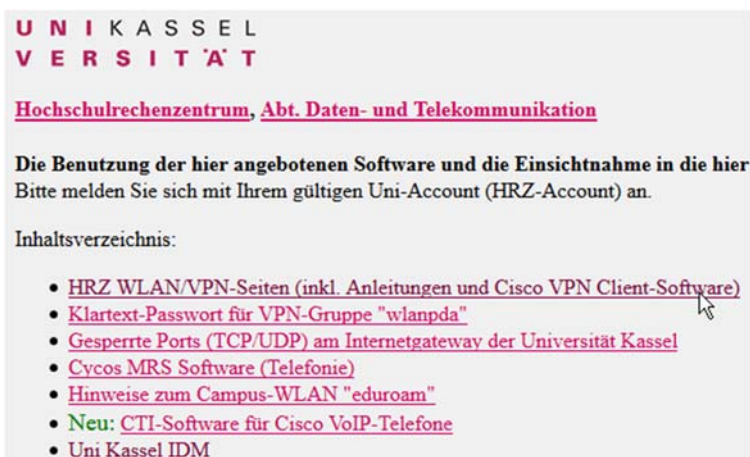 UNIKASSEL
VERSITÄT
Hochschulrechenzentrum, Abt. Daten- und Telekommunikation
Die Benutzung der hier angebotenen Software und die Einsichtnahme in die hier
Bitte melden Sie sich mit Ihrem gültigen Uni-Account (HRZ-Account) an.
Inhaltsverzeichnis:
• HRZ WLAN/VPN-Seiten (inkl. Anleitungen und Cisco VPN Client-Software)
• Klartext-Passwort für VPN-Gruppe "wlanpda"
• Gesperrte Ports (TCP/UDP) am Internetgateway der Universität Kassel
• Cycos MRS Software (Telefonie)
• Hinweise zum Campus-WLAN "eduroam"
• Neu: CTI-Software für Cisco VoIP-Telefone
• Uni Kassel IDM